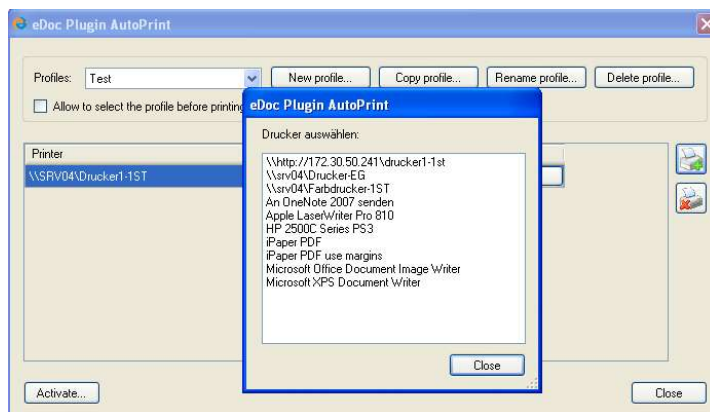 eDoc Plugin AutoPrint
Profiles: Test New profile... Copy profile... Rename profile... Delete profile...
Allow to select the profile before printing
eDoc Plugin AutoPrint
Drucker auswählen:
Printer
\\SRV04\Drucker1-1ST
\\http://172.30.50.241\drucker1-1st
\\srv04\Drucker-EG
\\srv04\Farbdrucker-1ST
An OneNote 2007 senden
Apple LaserWriter Pro 810
HP 2500C Series PS3
iPaper PDF
iPaper PDF use margins
Microsoft Office Document Image Writer
Microsoft XPS Document Writer
Close
Activate... Close